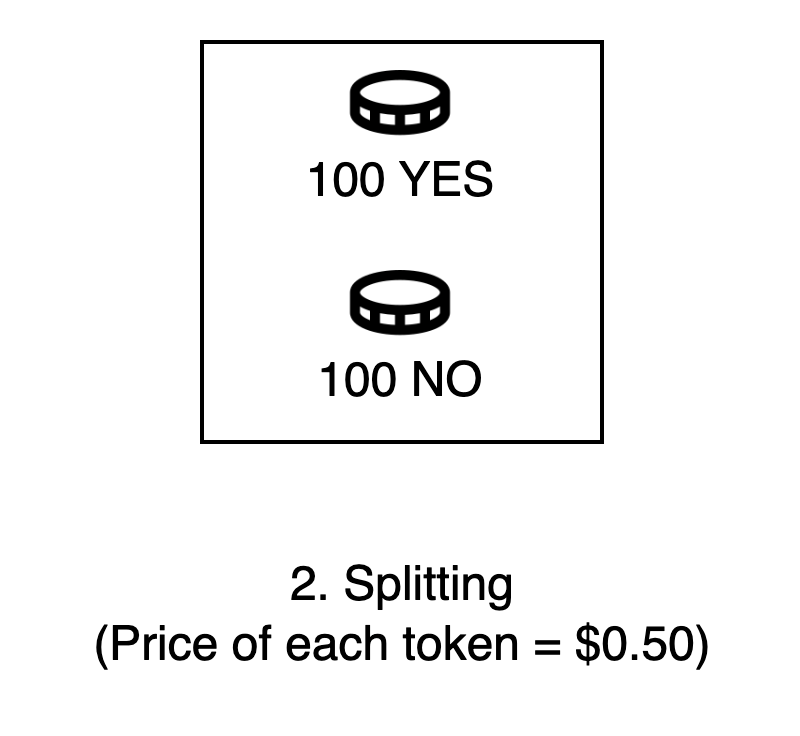 100 YES
100 NO
2. Splitting
(Price of each token = $0.50)